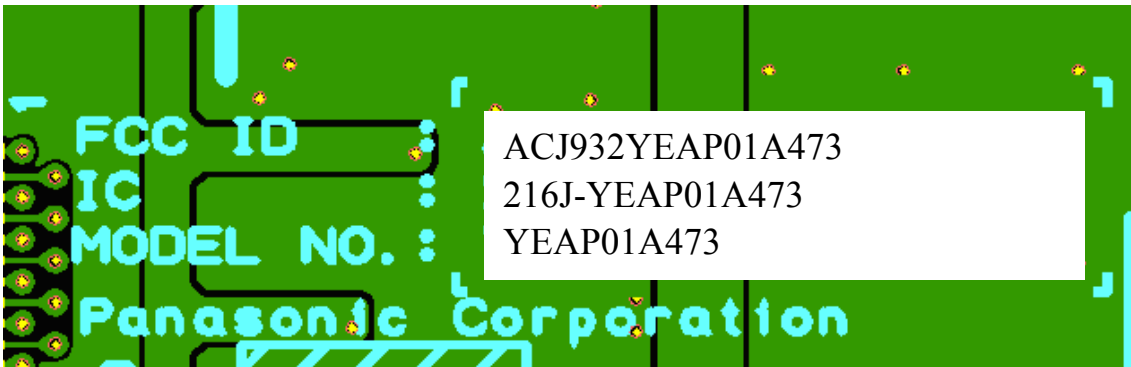 FCC ID : ACJ932YEAP01A473
IC : 216J-YEAP01A473
MODEL NO. : YEAP01A473
Panasonic Corporation